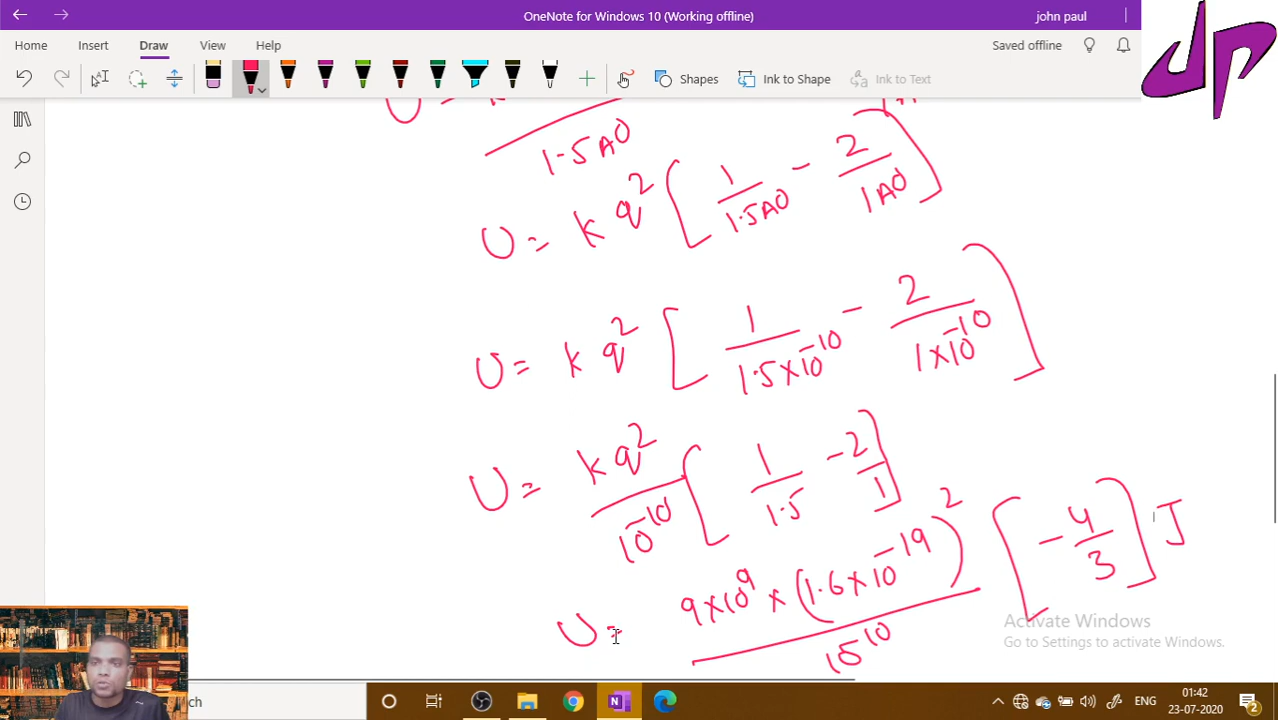 OneNote for Windows 10 (Working offline)
john paul
Home Insert Draw View Help
Saved offline
Shapes Ink to Shape Ink to Text
U =
1.5A0
U = k q² [ 1/1.5A0 - 2/1A0 ]
U = k q² [ 1/1.5×10⁻¹⁰ - 2/1×10⁻¹⁰ ]
U = kq²/10⁻¹⁰ [ 1/1.5 - 2/1 ]
U = 9×10⁹ × (1.6×10⁻¹⁹)²/10⁻¹⁰ [ -4/3 ] J
Activate Windows
Go to Settings to activate Windows.
ENG
01:42
23-07-2020
2